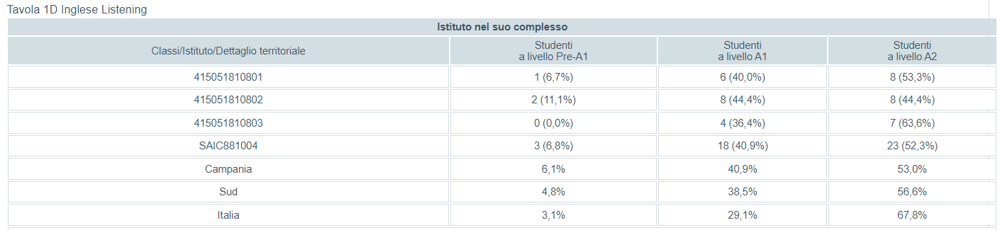 Tavola 1D Inglese Listening
Istituto nel suo complesso
Classi/Istituto/Dettaglio territoriale
Studenti
a livello Pre-A1
Studenti
a livello A1
Studenti
a livello A2
415051810801 1 (6,7%) 6 (40,0%) 8 (53,3%)
415051810802 2 (11,1%) 8 (44,4%) 8 (44,4%)
415051810803 0 (0,0%) 4 (36,4%) 7 (63,6%)
SAIC881004 3 (6,8%) 18 (40,9%) 23 (52,3%)
Campania 6,1% 40,9% 53,0%
Sud 4,8% 38,5% 56,6%
Italia 3,1% 29,1% 67,8%